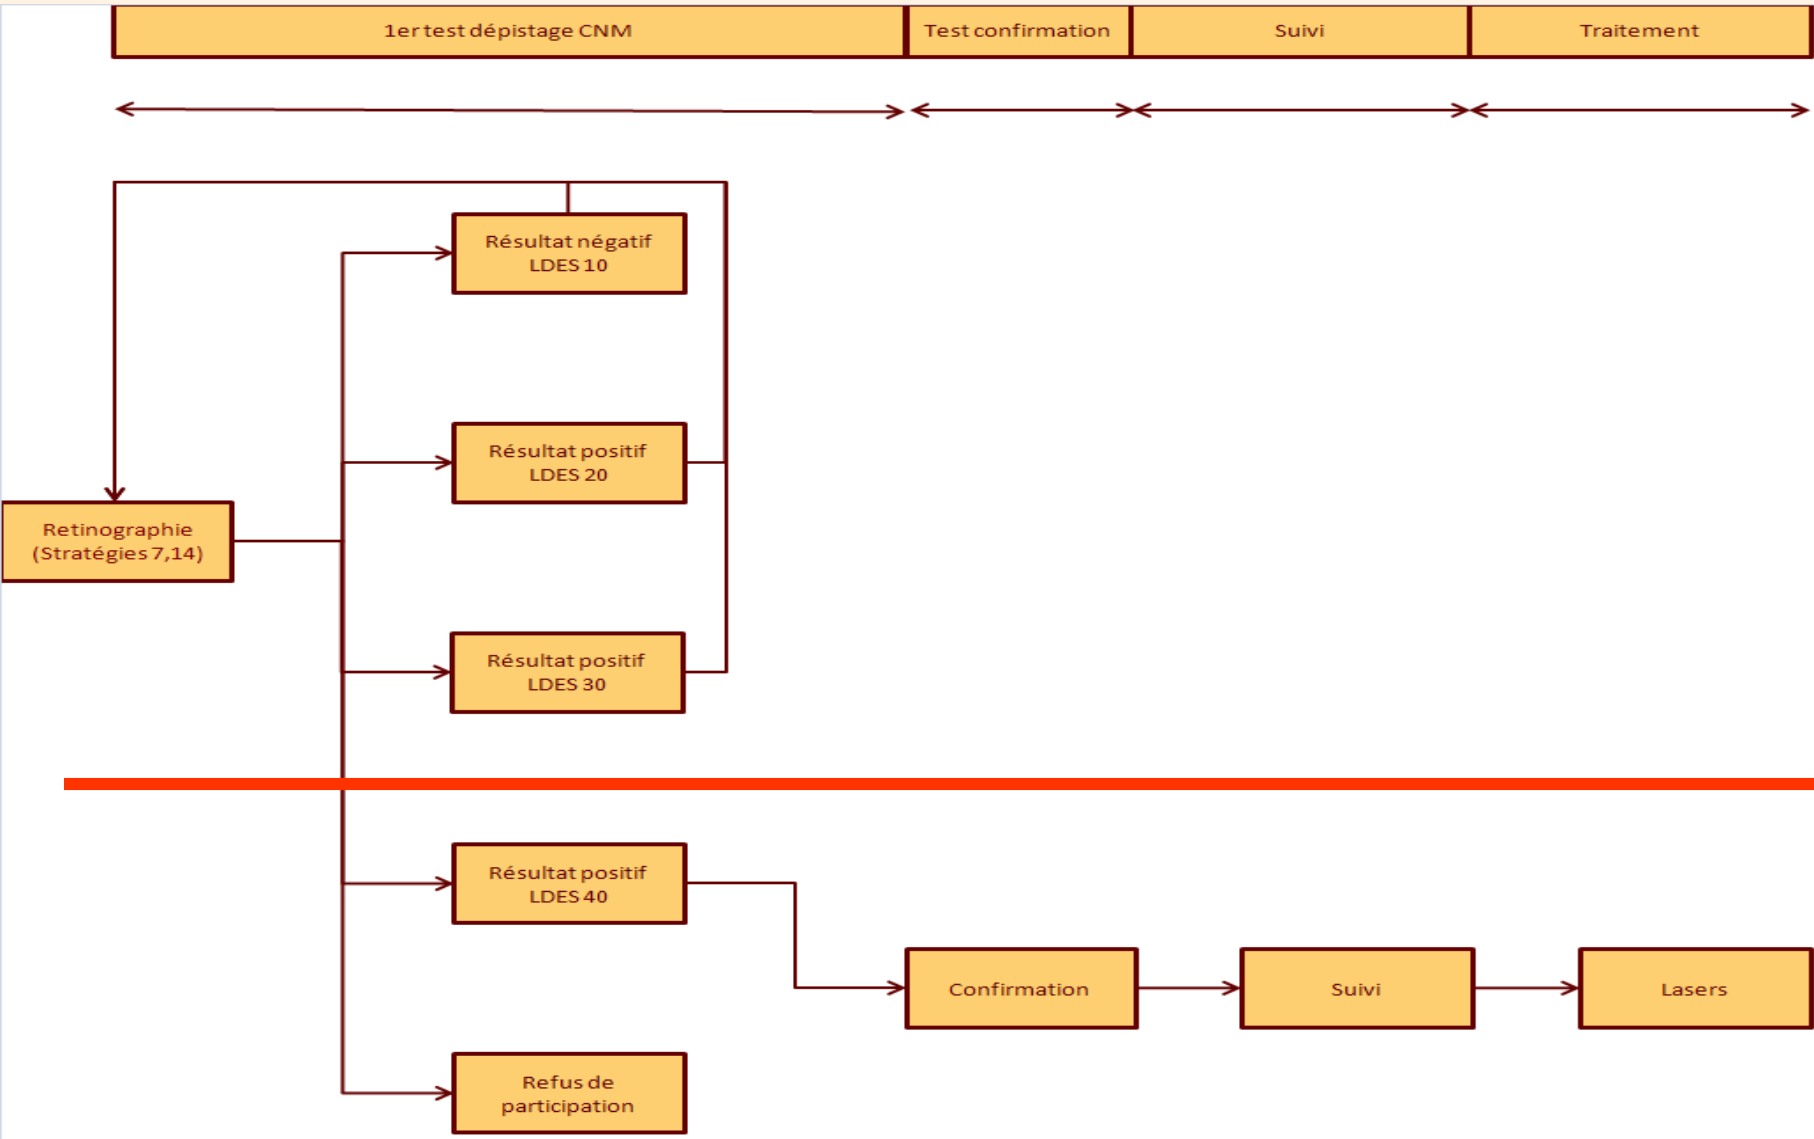 1er test dépistage CNM
Test confirmation
Suivi
Traitement
Résultat négatif
LDES 10
Résultat positif
LDES 20
Retinographie
(Stratégies 7,14)
Résultat positif
LDES 30
Résultat positif
LDES 40
Confirmation
Suivi
Lasers
Refus de
participation